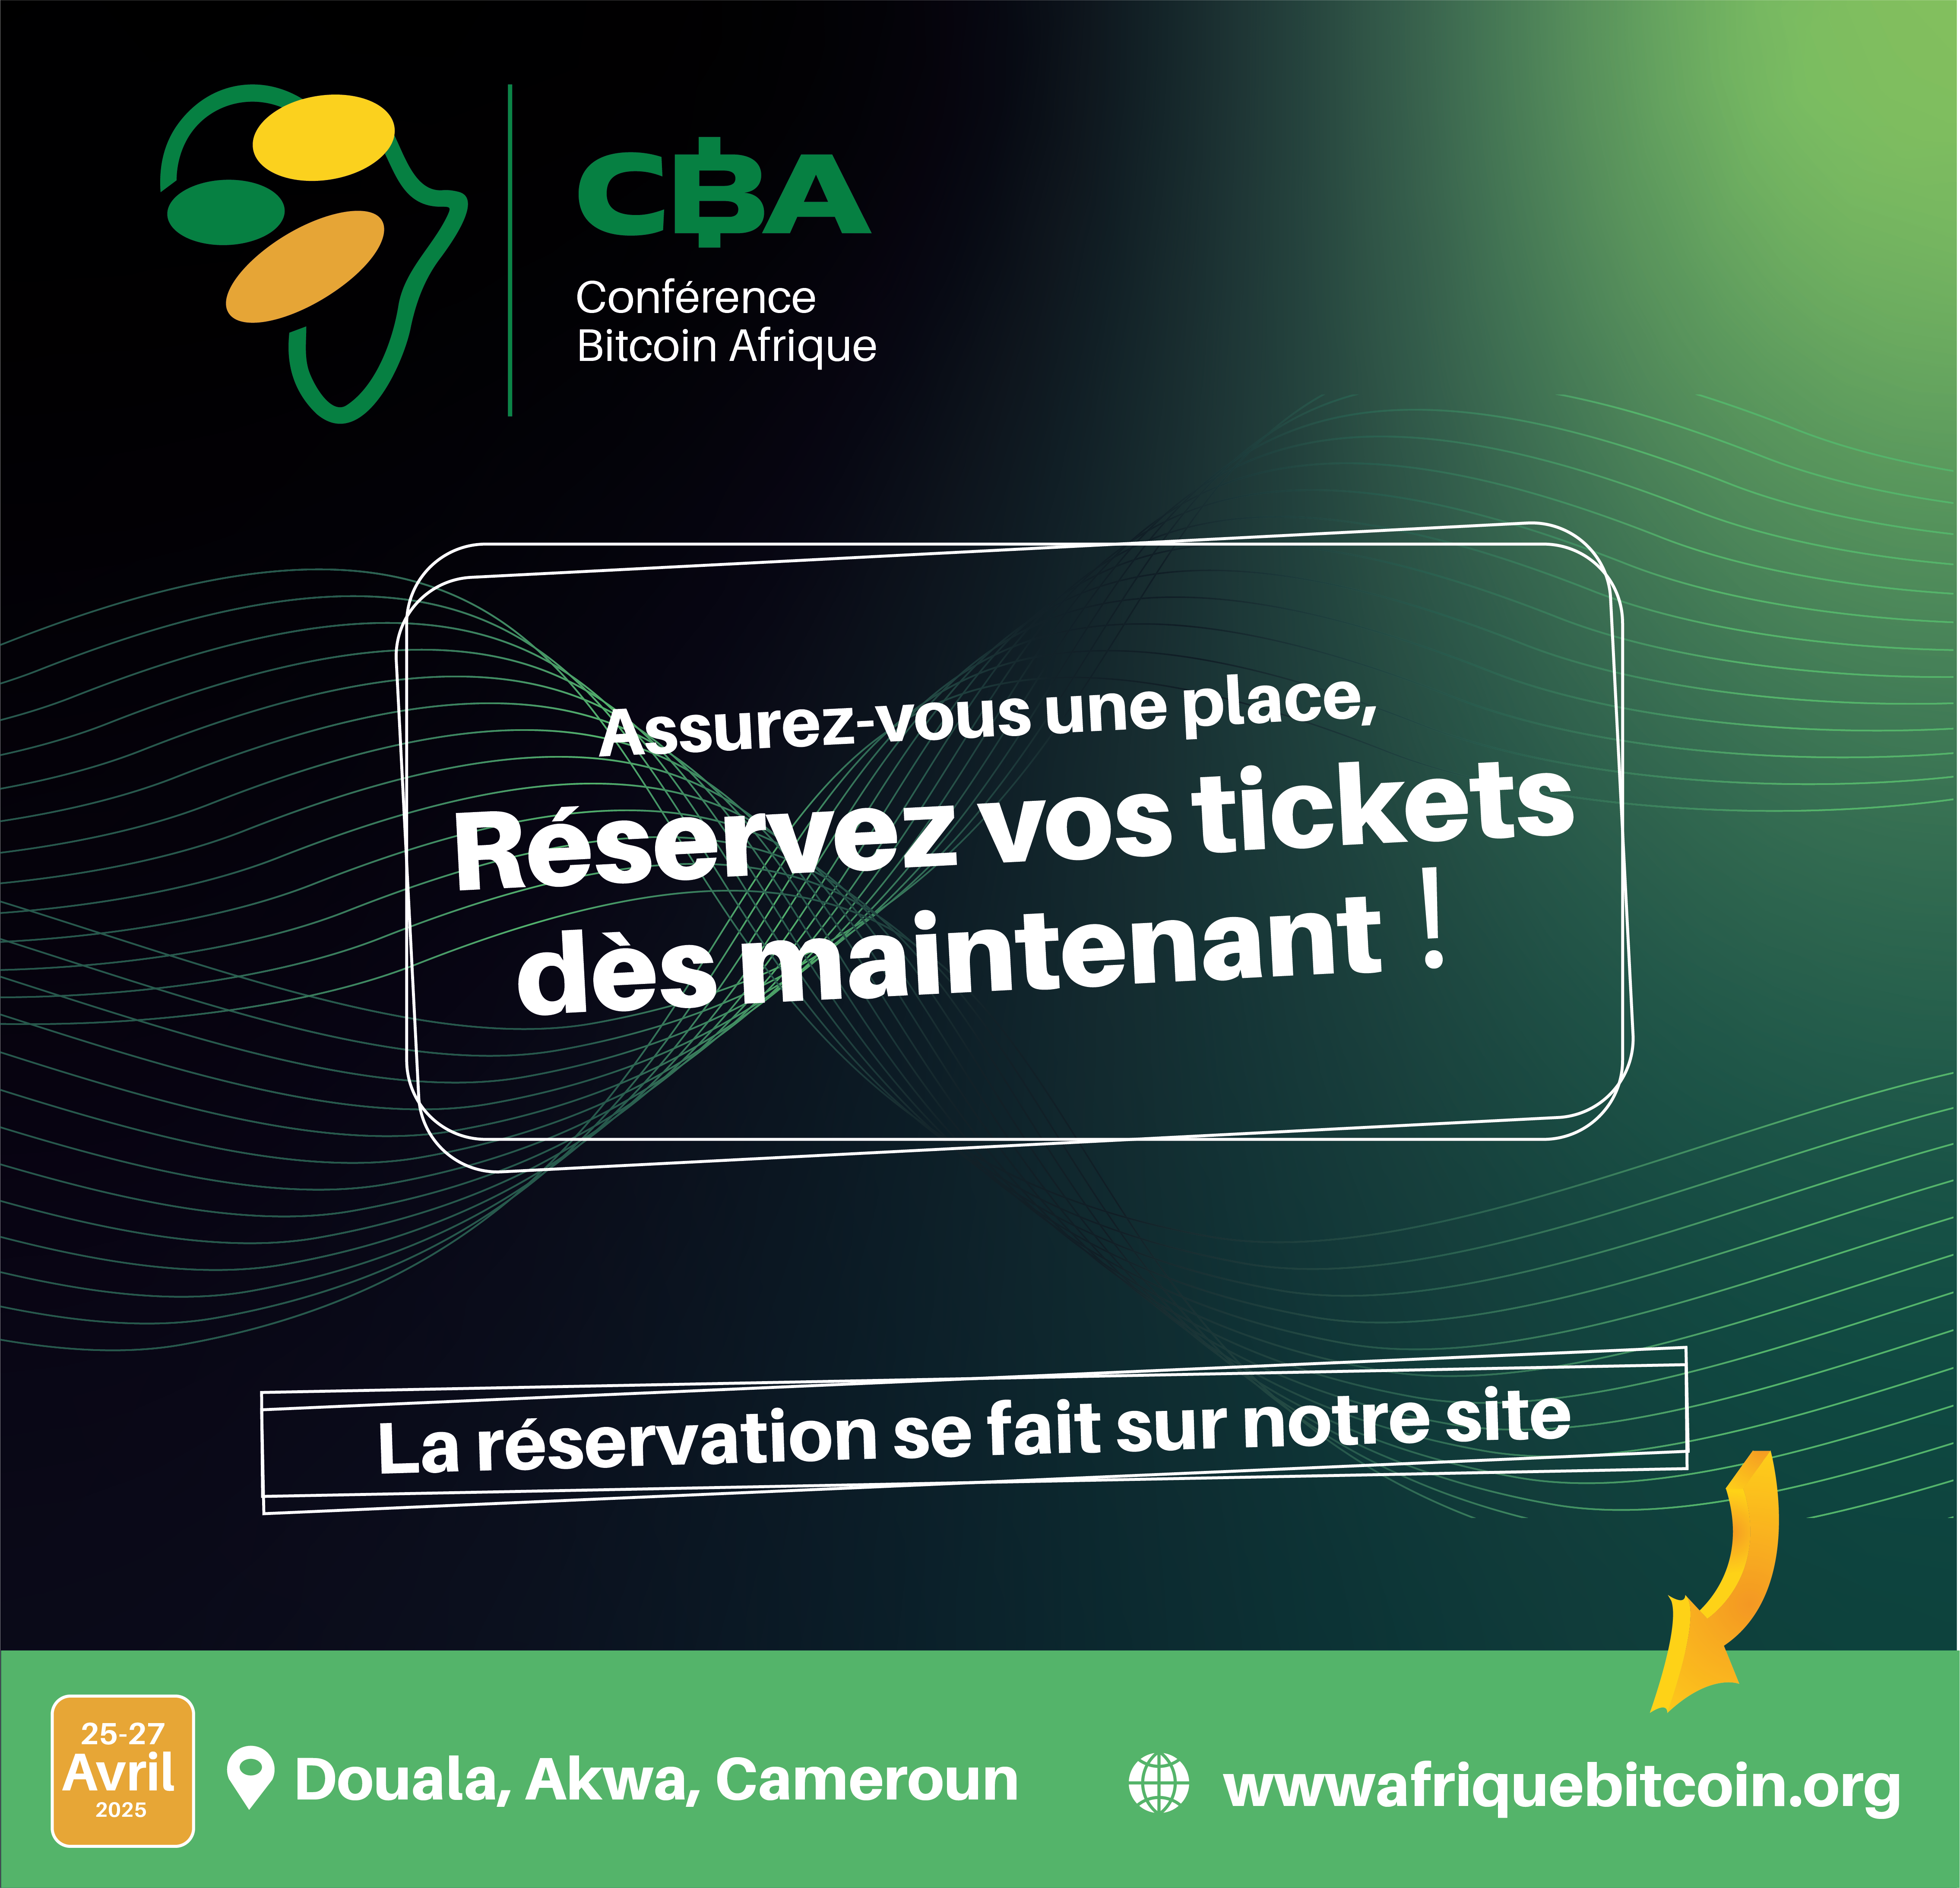 C₿A
Conférence
Bitcoin Afrique
Assurez-vous une place,
Réservez vos tickets
dès maintenant !
La réservation se fait sur notre site
25-27
Avril
2025
Douala, Akwa, Cameroun
wwwafriquebitcoin.org